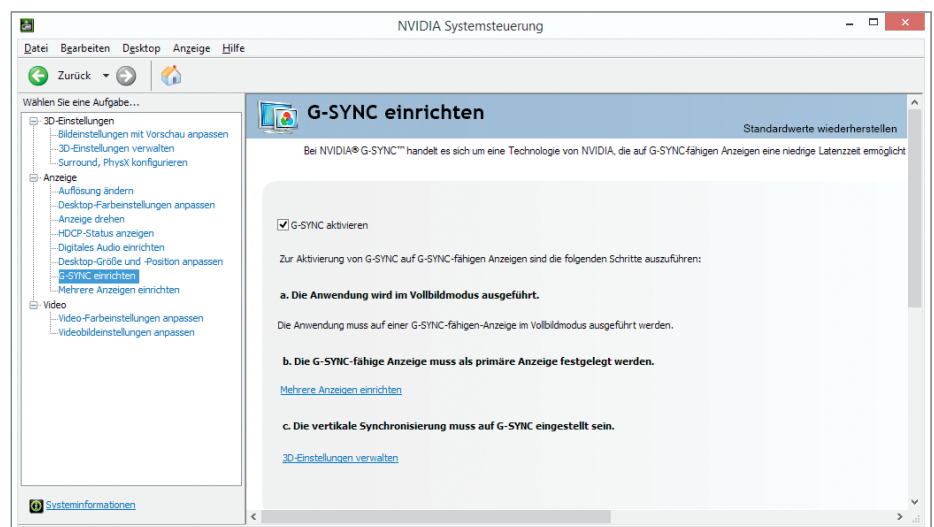 NVIDIA Systemsteuerung
Datei Bearbeiten Desktop Anzeige Hilfe
Zurück
Wählen Sie eine Aufgabe...
3D-Einstellungen
Bildeinstellungen mit Vorschau anpassen
3D-Einstellungen verwalten
Surround, PhysX konfigurieren
Anzeige
Auflösung ändern
Desktop-Farbeinstellungen anpassen
Anzeige drehen
HDCP-Status anzeigen
Digitales Audio einrichten
Desktop-Größe und -Position anpassen
G-SYNC einrichten
Mehrere Anzeigen einrichten
Video
Video-Farbeinstellungen anpassen
Videobildeinstellungen anpassen
Systeminformationen
G-SYNC einrichten
Standardwerte wiederherstellen
Bei NVIDIA® G-SYNC™ handelt es sich um eine Technologie von NVIDIA, die auf G-SYNC-fähigen Anzeigen eine niedrige Latenzzeit ermöglicht
G-SYNC aktivieren
Zur Aktivierung von G-SYNC auf G-SYNC-fähigen Anzeigen sind die folgenden Schritte auszuführen:
a. Die Anwendung wird im Vollbildmodus ausgeführt.
Die Anwendung muss auf einer G-SYNC-fähigen-Anzeige im Vollbildmodus ausgeführt werden.
b. Die G-SYNC-fähige Anzeige muss als primäre Anzeige festgelegt werden.
Mehrere Anzeigen einrichten
c. Die vertikale Synchronisierung muss auf G-SYNC eingestellt sein.
3D-Einstellungen verwalten